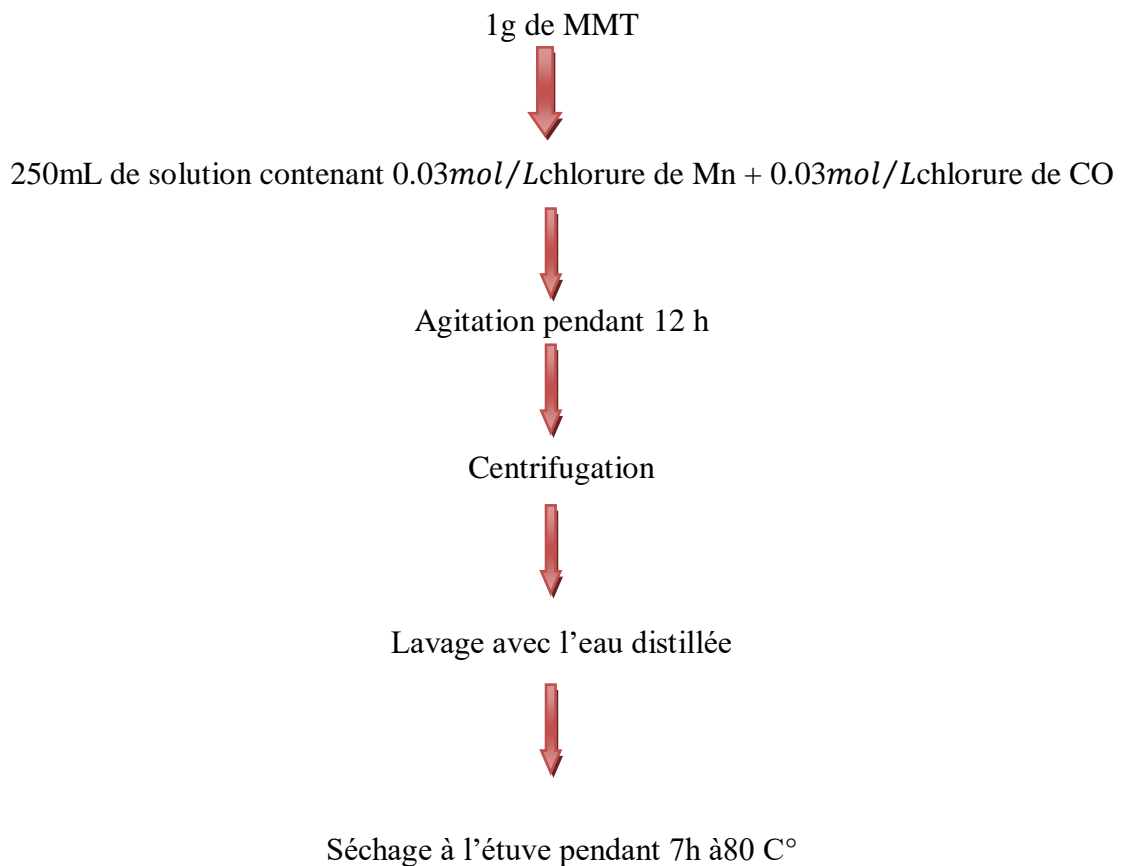 1g de MMT
250mL de solution contenant 0.03mol/Lchlorure de Mn + 0.03mol/Lchlorure de CO
Agitation pendant 12 h
Centrifugation
Lavage avec l’eau distillée
Séchage à l’étuve pendant 7h à80 C°